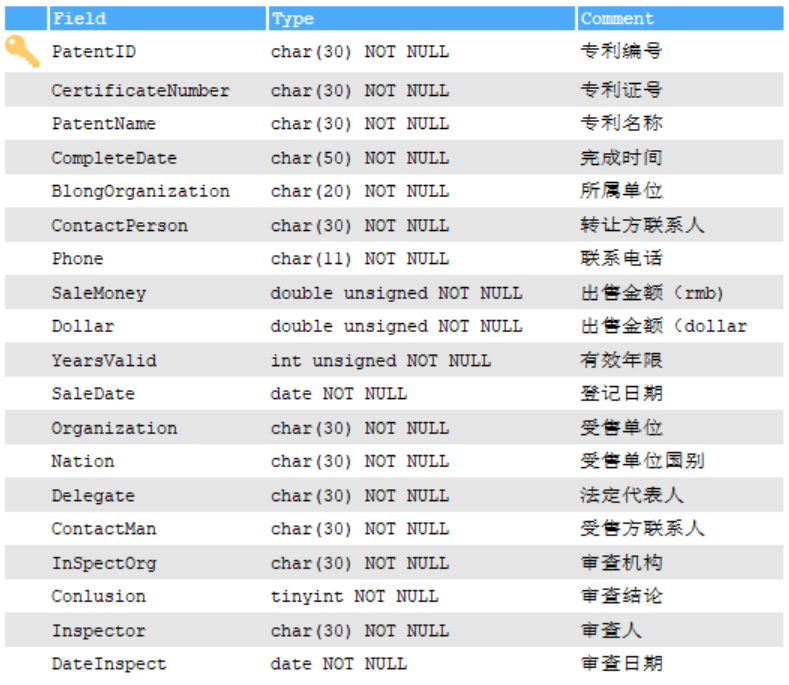 Field Type Comment
PatentID char(30) NOT NULL 专利编号
CertificateNumber char(30) NOT NULL 专利证号
PatentName char(30) NOT NULL 专利名称
CompleteDate char(50) NOT NULL 完成时间
BlongOrganization char(20) NOT NULL 所属单位
ContactPerson char(30) NOT NULL 转让方联系人
Phone char(11) NOT NULL 联系电话
SaleMoney double unsigned NOT NULL 出售金额（rmb)
Dollar double unsigned NOT NULL 出售金额（dollar
YearsValid int unsigned NOT NULL 有效年限
SaleDate date NOT NULL 登记日期
Organization char(30) NOT NULL 受售单位
Nation char(30) NOT NULL 受售单位国别
Delegate char(30) NOT NULL 法定代表人
ContactMan char(30) NOT NULL 受售方联系人
InSpectOrg char(30) NOT NULL 审查机构
Conlusion tinyint NOT NULL 审查结论
Inspector char(30) NOT NULL 审查人
DateInspect date NOT NULL 审查日期